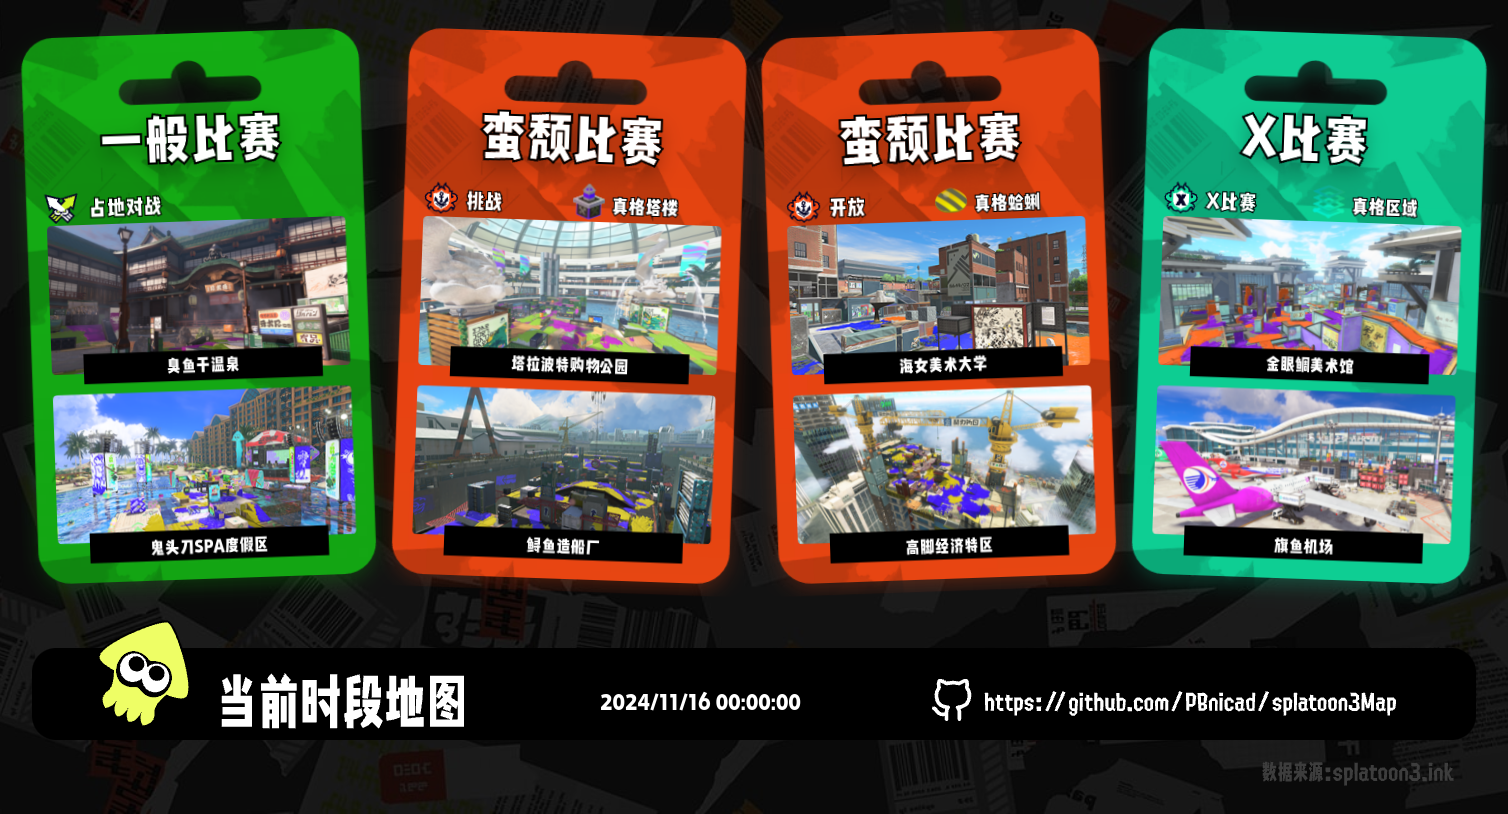 一般比赛
占地对战
臭鱼干温泉
鬼头刀SPA度假区
蛮颓比赛
挑战
真格塔楼
塔拉波特购物公园
鲟鱼造船厂
蛮颓比赛
开放
真格蛤蜊
海女美术大学
高脚经济特区
X比赛
X比赛
真格区域
金眼鲷美术馆
旗鱼机场
当前时段地图
2024/11/16 00:00:00
https://github.com/PBnicad/splatoon3Map
数据来源:splatoon3.ink